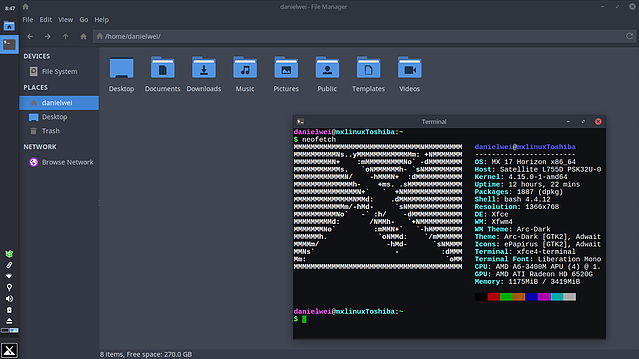 8:47
danielwei - File Manager
File Edit View Go Help
/home/danielwei/
DEVICES
File System
PLACES
danielwei
Desktop
Trash
NETWORK
Browse Network
Desktop Documents Downloads Music Pictures Public Templates Videos
Terminal
danielwei@mxlinuxToshiba:~
$ neofetch
danielwei@mxlinuxToshiba
------------------------
OS: MX 17 Horizon x86_64
Host: Satellite L755D PSK32U-0
Kernel: 4.15.0-1-amd64
Uptime: 12 hours, 22 mins
Packages: 1887 (dpkg)
Shell: bash 4.4.12
Resolution: 1366x768
DE: Xfce
WM: Xfwm4
WM Theme: Arc-Dark
Theme: Arc-Dark [GTK2], Adwait
Icons: ePapirus [GTK2], Adwait
Terminal: xfce4-terminal
Terminal Font: Liberation Mono
CPU: AMD A6-3400M APU (4) @ 1.
GPU: AMD ATI Radeon HD 6520G
Memory: 1175MiB / 3419MiB
danielwei@mxlinuxToshiba:~
$
8 items, Free space: 270.0 GB